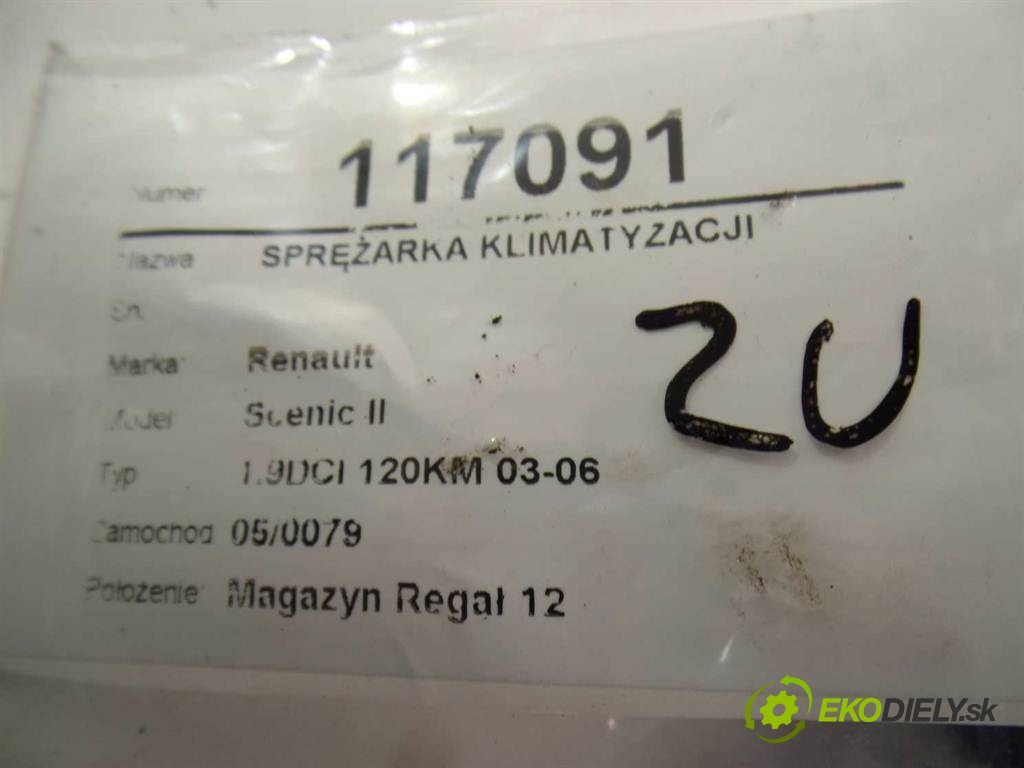 Numer 117091
Nazwa SPRĘŻARKA KLIMATYZACJI
Marka: Renault
Model Scenic II
Typ 1.9DCI 120KM 03-06
Samochod 05/0079
Położenie: Magazyn Regał 12
ZU
EKODIELY.sk